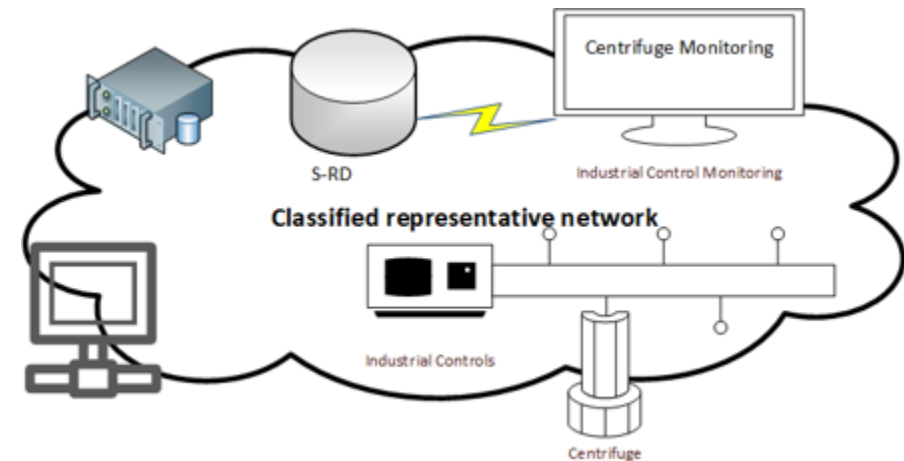 Centrifuge Monitoring
S-RD
Industrial Control Monitoring
Classified representative network
Industrial Controls
Centrifuge